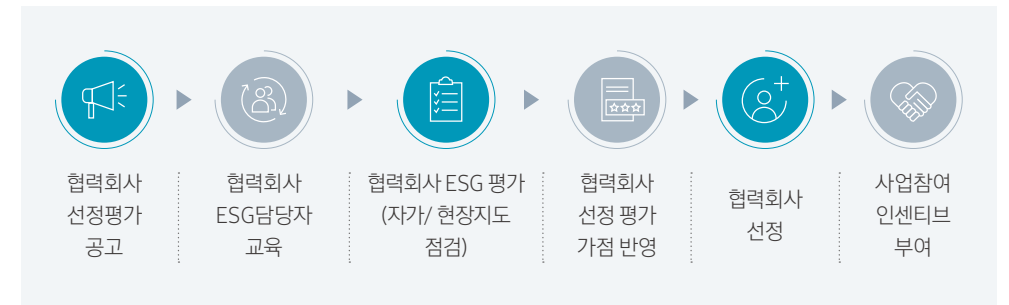 협력회사
선정평가
공고
협력회사
ESG담당자
교육
협력회사 ESG 평가
(자가/ 현장지도
점검)
협력회사
선정 평가
가점 반영
협력회사
선정
사업참여
인센티브
부여